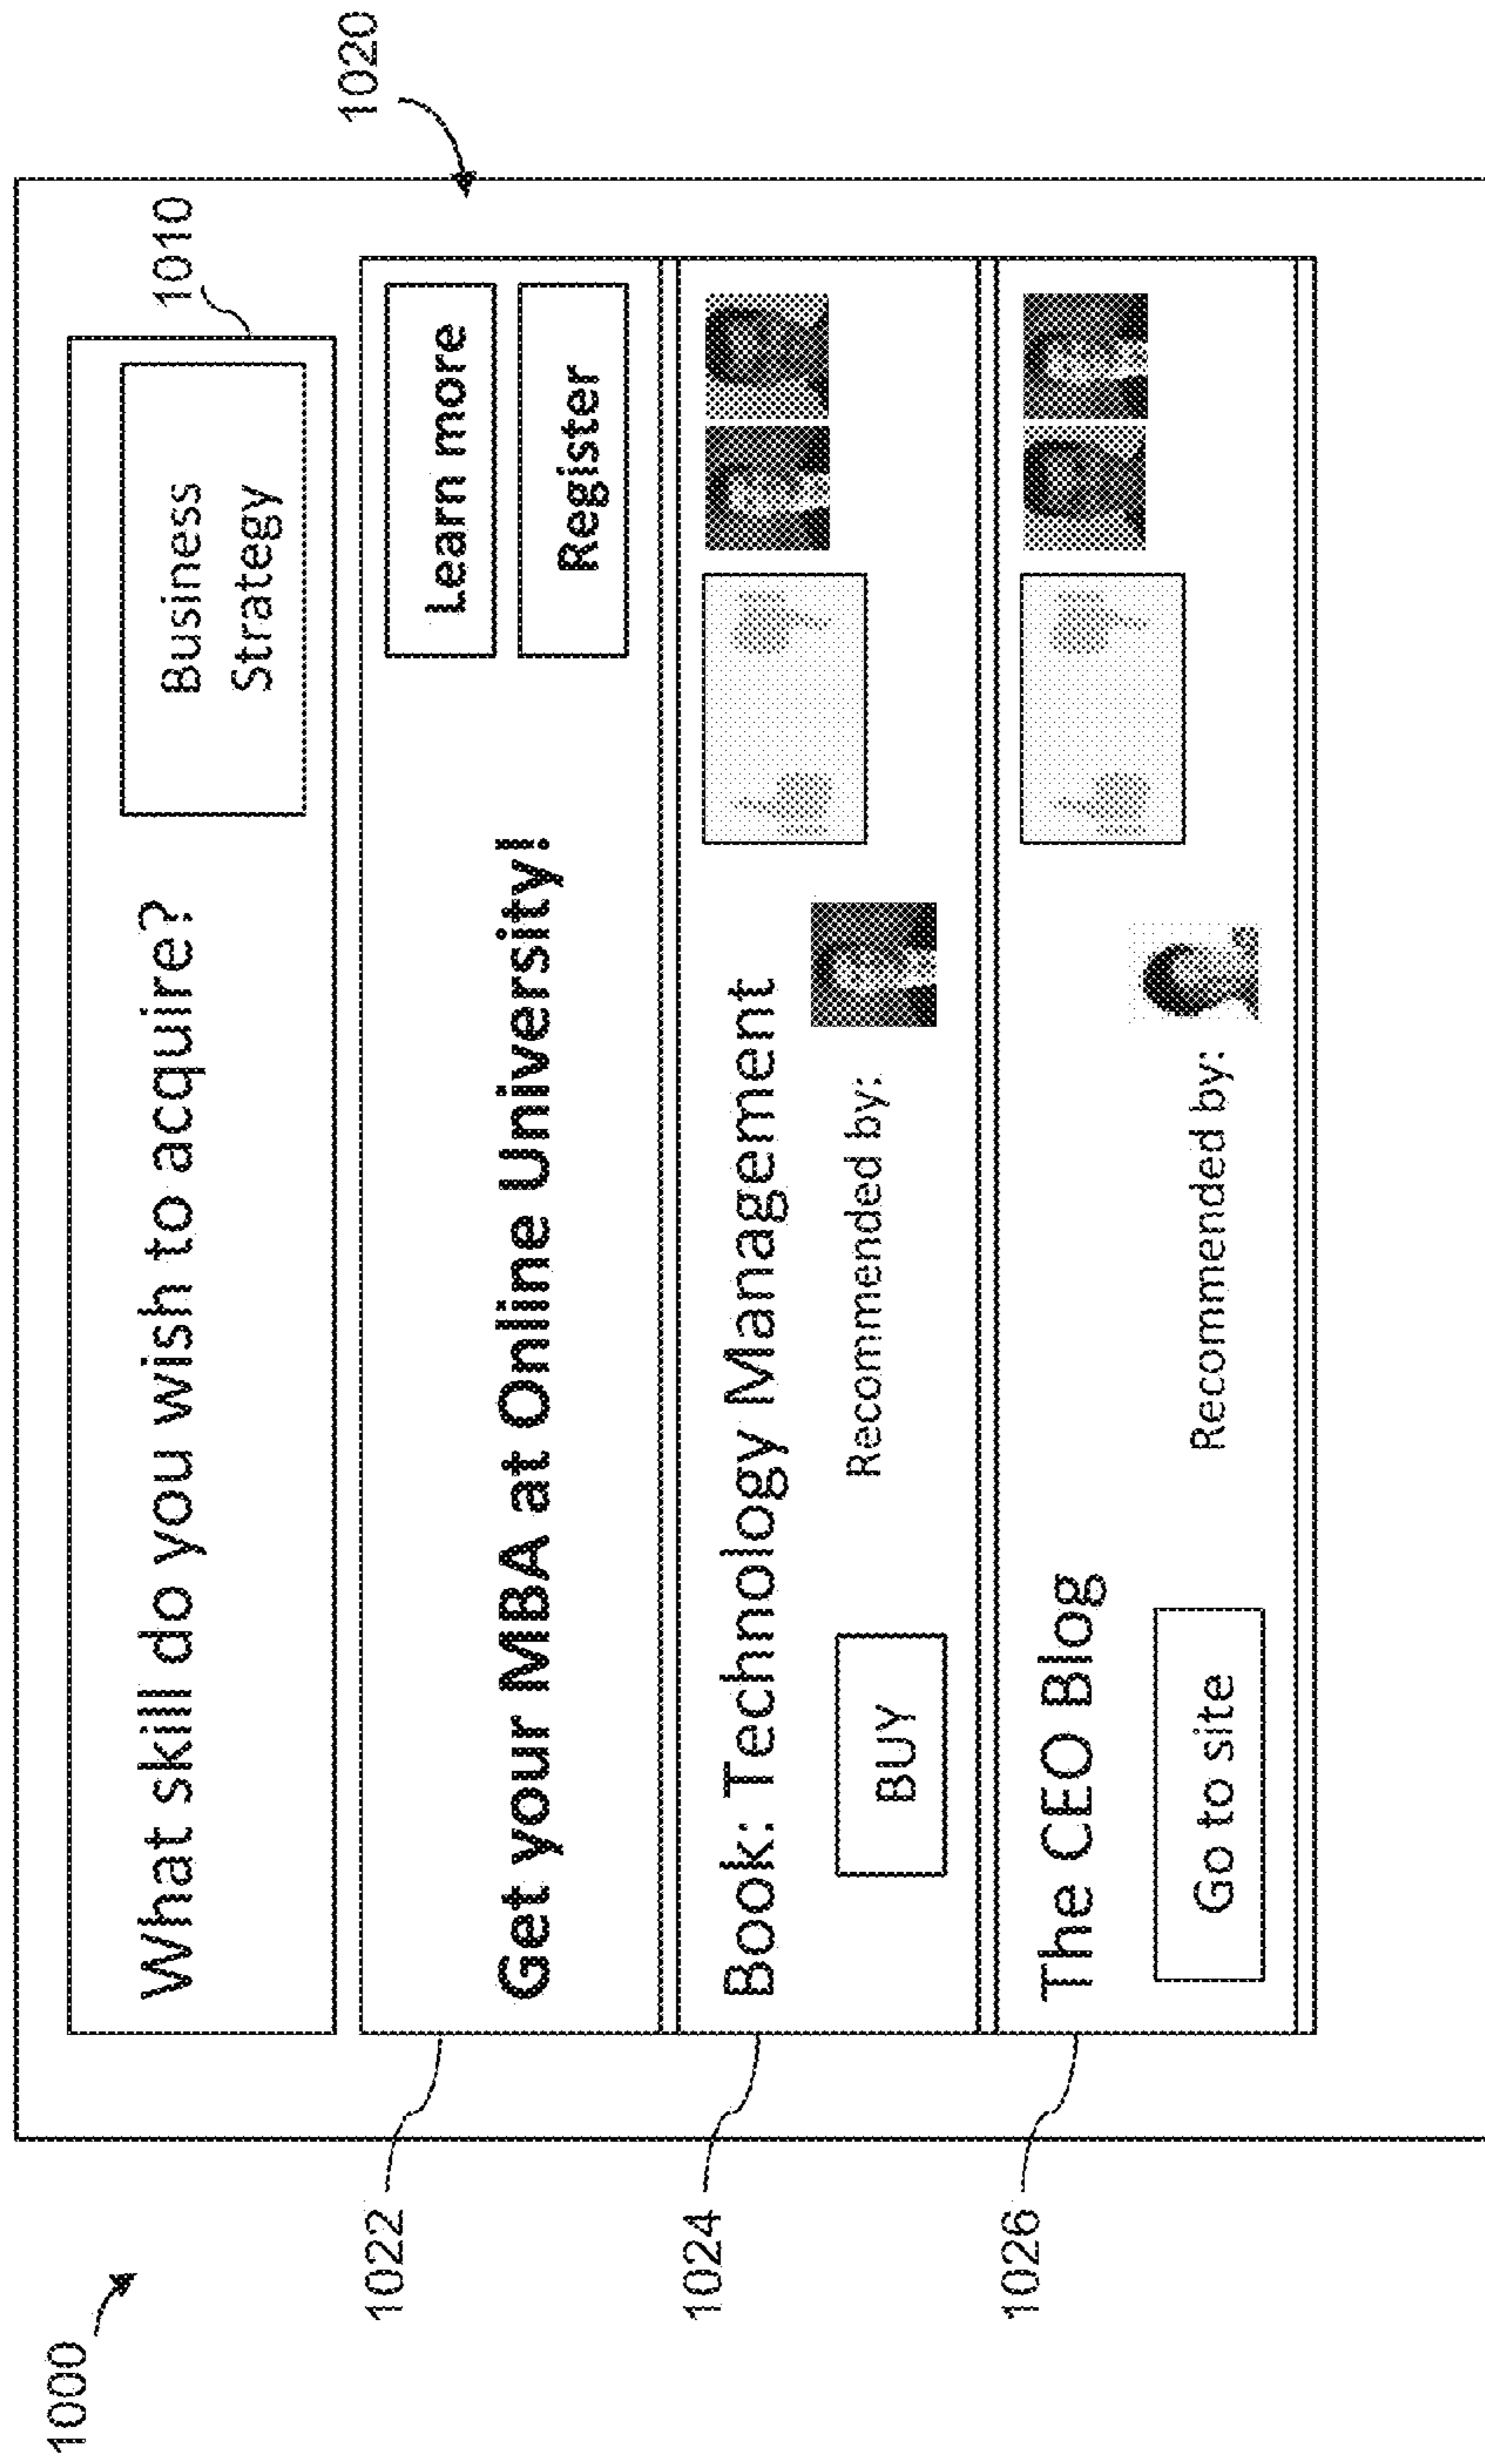 1000
1010
What skill do you wish to acquire?
Business
Strategy
1020
1022
Get your MBA at Online University!
Learn more
Register
1024
Book: Technology Management
BUY
Recommended by:
1026
The CEO Blog
Go to site
Recommended by: